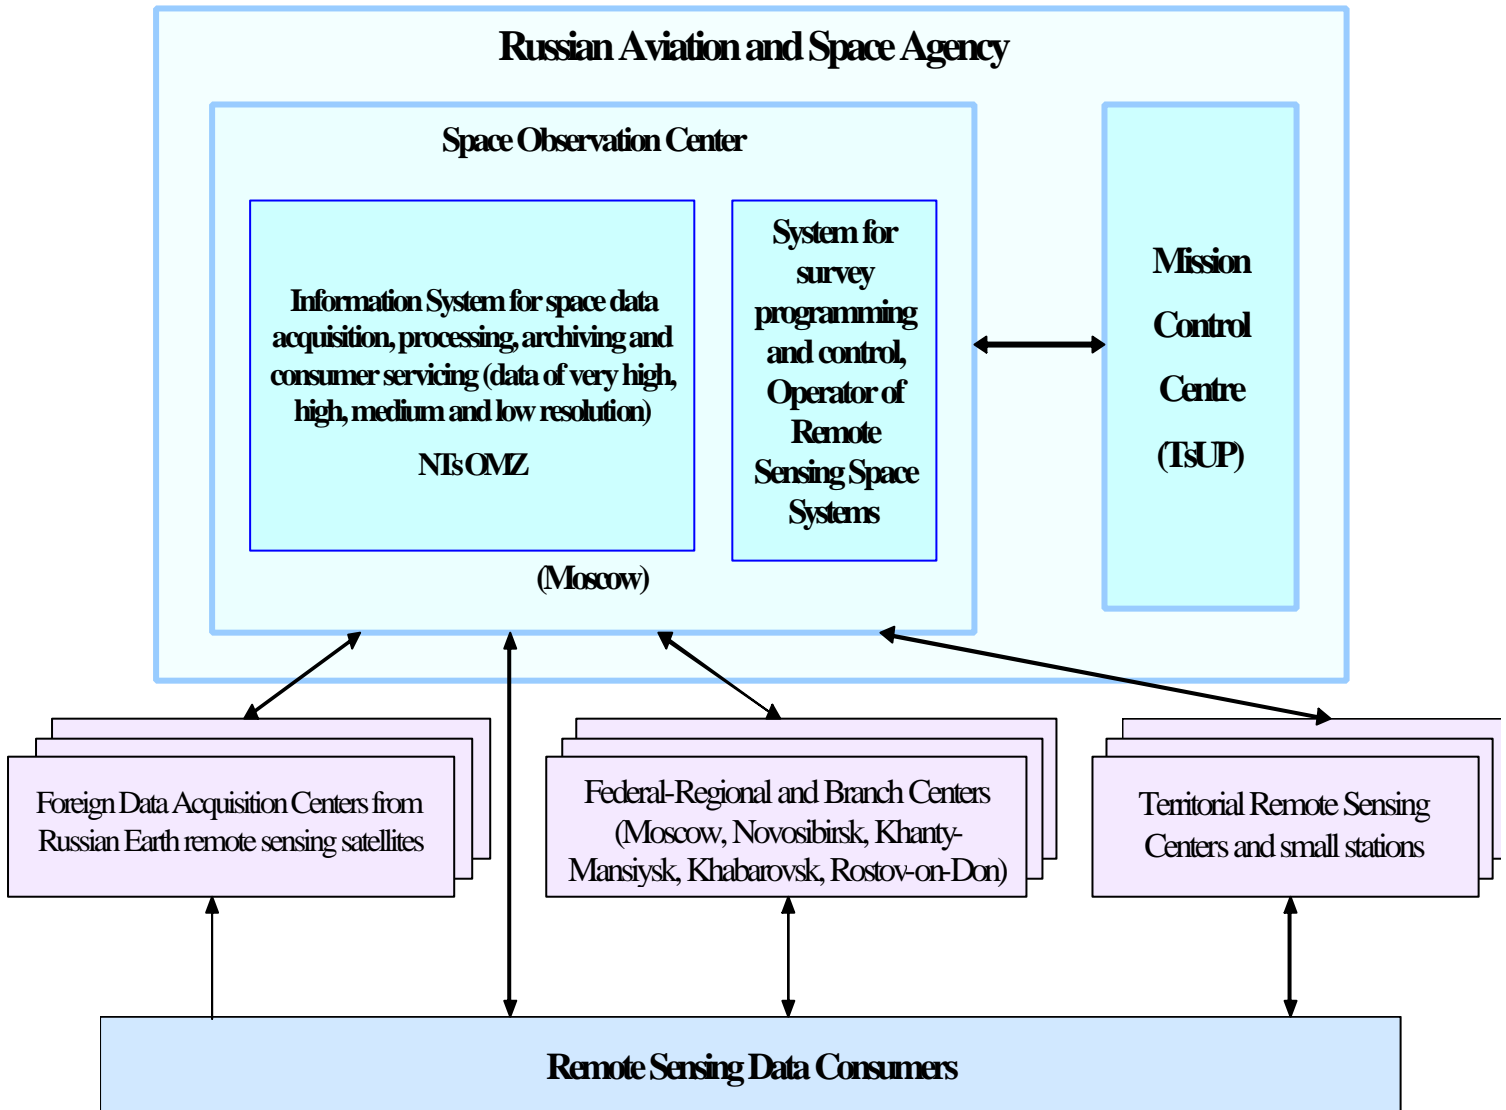 Russian Aviation and Space Agency
Space Observation Center
Information System for space data
acquisition, processing, archiving and
consumer servicing (data of very high,
high, medium and low resolution)
NTs OMZ
System for
survey
programming
and control,
Operator of
Remote
Sensing Space
Systems
(Moscow)
Mission
Control
Centre
(TsUP)
Foreign Data Acquisition Centers from
Russian Earth remote sensing satellites
Federal-Regional and Branch Centers
(Moscow, Novosibirsk, Khanty-
Mansiysk, Khabarovsk, Rostov-on-Don)
Territorial Remote Sensing
Centers and small stations
Remote Sensing Data Consumers